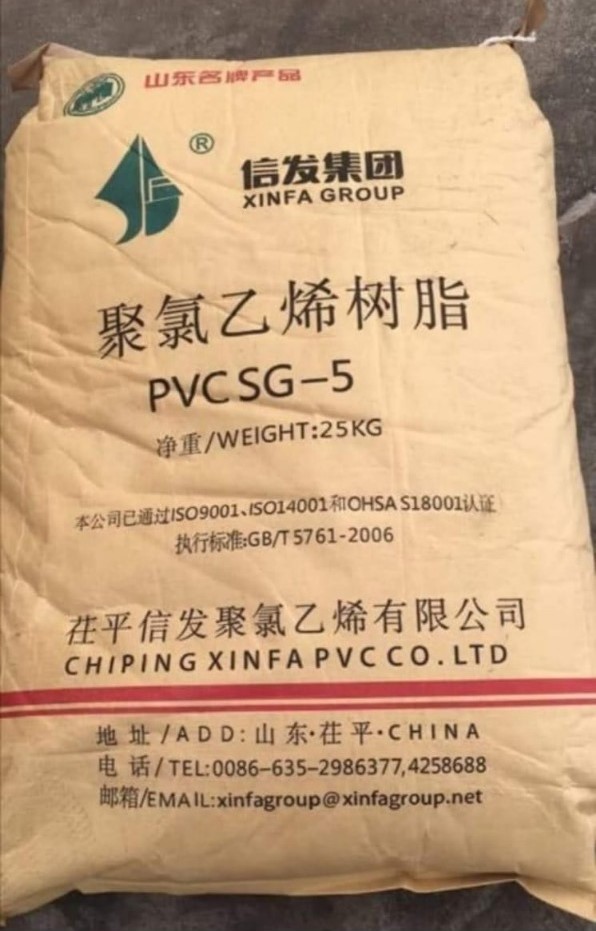 山东名牌产品
®
信发集团
XINFA GROUP
聚氯乙烯树脂
PVC SG-5
净重/WEIGHT:25KG
本公司已通过ISO9001、ISO14001和OHSAS18001认证
执行标准:GB/T5761-2006
茌平信发聚氯乙烯有限公司
CHIPING XINFA PVC CO.LTD
地址/ADD:山东·茌平·CHINA
电话/TEL:0086-635-2986377,4258688
邮箱/EMAIL:xinfagroup@xinfagroup.net